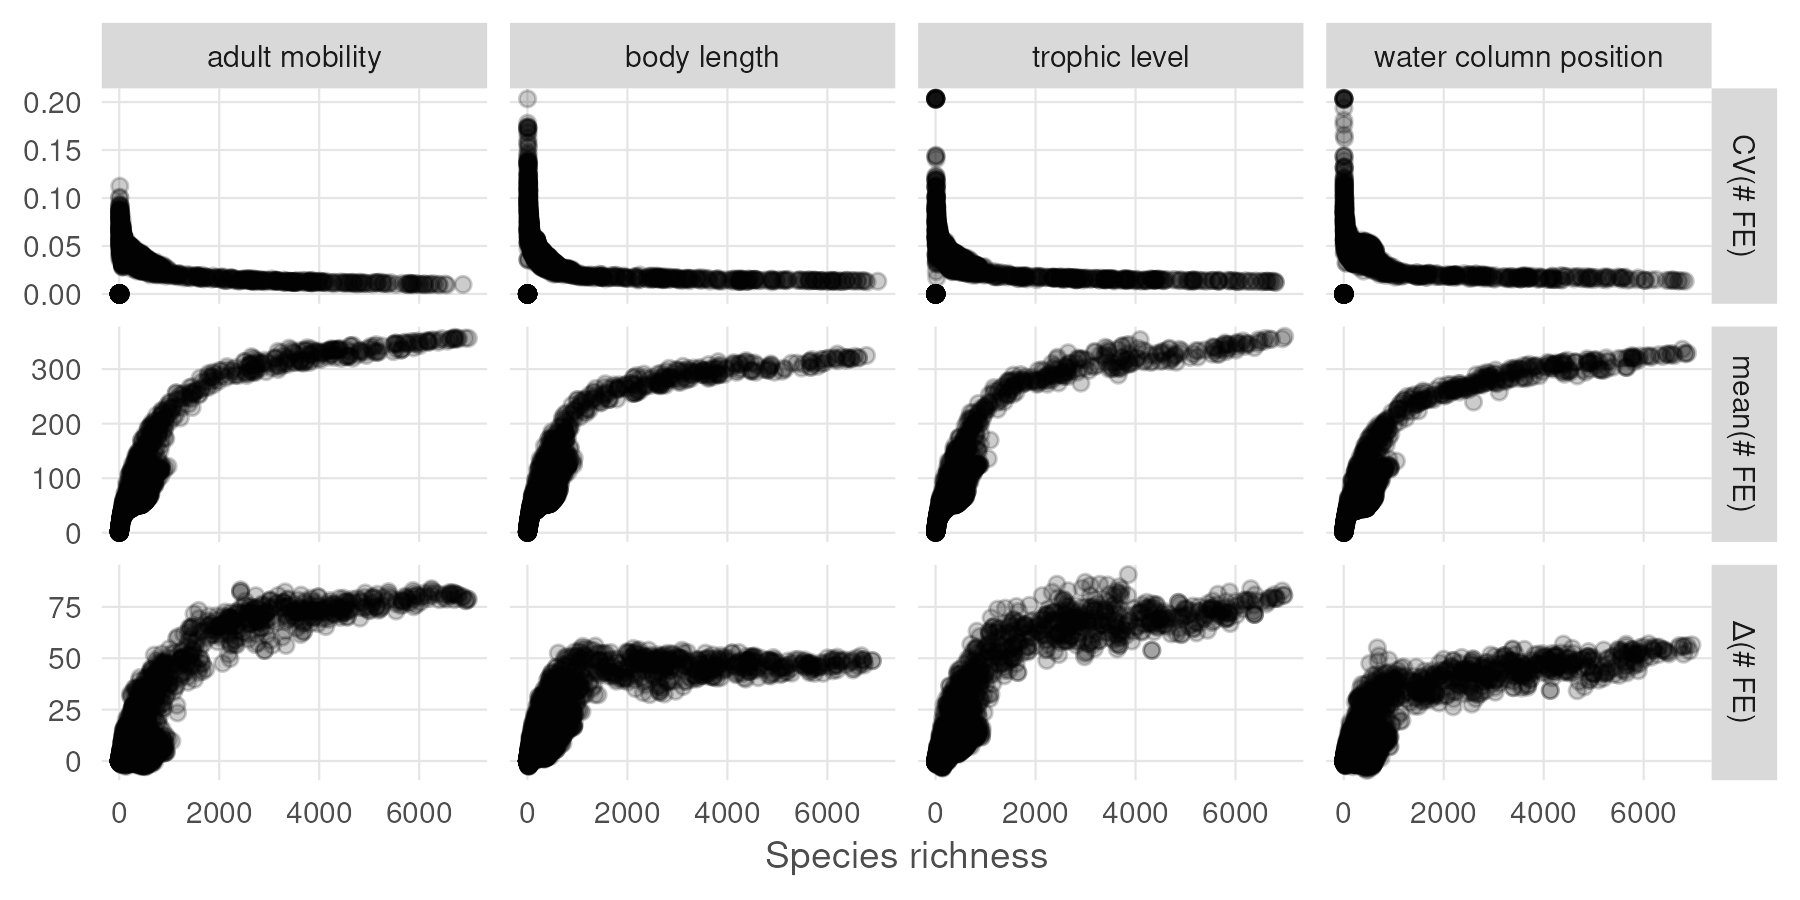 adult mobility
body length
trophic level
water column position
0.20
0.15
0.10
0.05
0.00
CV(# FE)
300
200
100
0
mean(# FE)
75
50
25
0
Δ(# FE)
0 2000 4000 6000
0 2000 4000 6000
0 2000 4000 6000
0 2000 4000 6000
Species richness